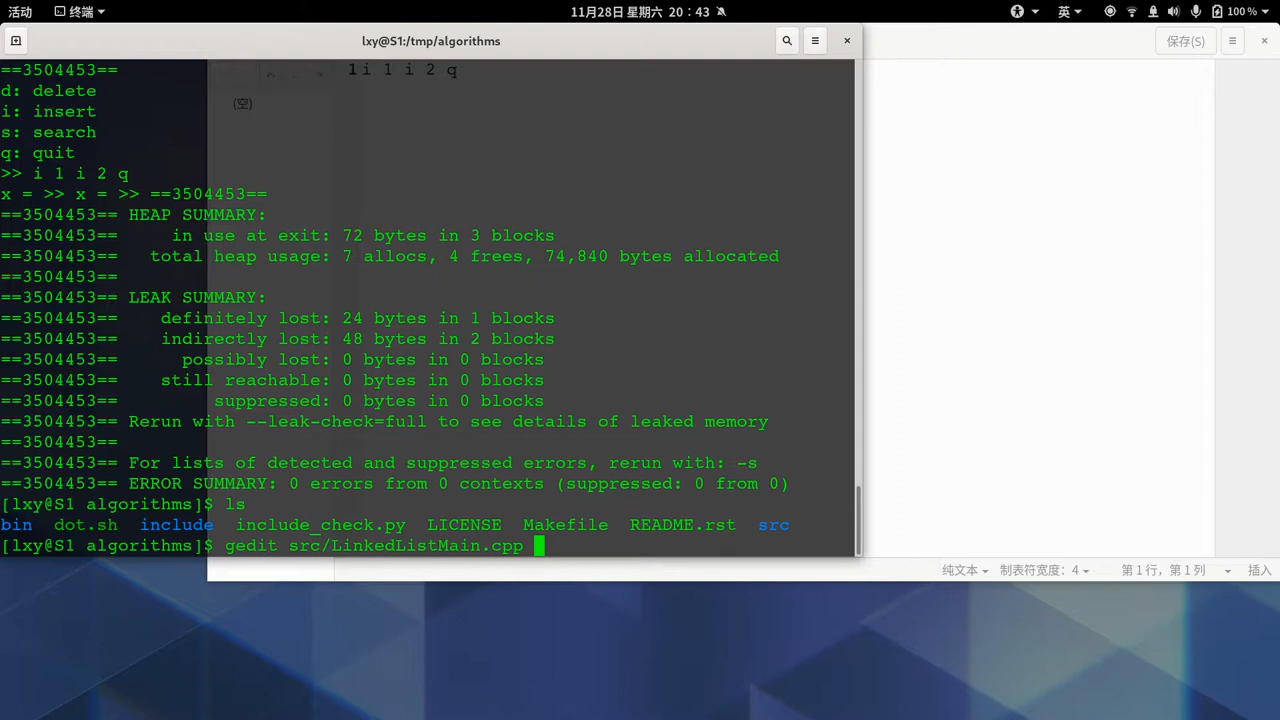 活动 终端 11月28日 星期六 20：43 英 100 %
lxy@S1:/tmp/algorithms 保存(S)
==3504453== 1 i 1 i 2 q
d: delete
(空)
i: insert
s: search
q: quit
>> i 1 i 2 q
x = >> x = >> ==3504453==
==3504453== HEAP SUMMARY:
==3504453==     in use at exit: 72 bytes in 3 blocks
==3504453==   total heap usage: 7 allocs, 4 frees, 74,840 bytes allocated
==3504453==
==3504453== LEAK SUMMARY:
==3504453==    definitely lost: 24 bytes in 1 blocks
==3504453==    indirectly lost: 48 bytes in 2 blocks
==3504453==      possibly lost: 0 bytes in 0 blocks
==3504453==    still reachable: 0 bytes in 0 blocks
==3504453==         suppressed: 0 bytes in 0 blocks
==3504453== Rerun with --leak-check=full to see details of leaked memory
==3504453==
==3504453== For lists of detected and suppressed errors, rerun with: -s
==3504453== ERROR SUMMARY: 0 errors from 0 contexts (suppressed: 0 from 0)
[lxy@S1 algorithms]$ ls
bin  dot.sh  include  include_check.py  LICENSE  Makefile  README.rst  src
[lxy@S1 algorithms]$ gedit src/LinkedListMain.cpp
纯文本 制表符宽度：4 第 1 行，第 1 列 插入